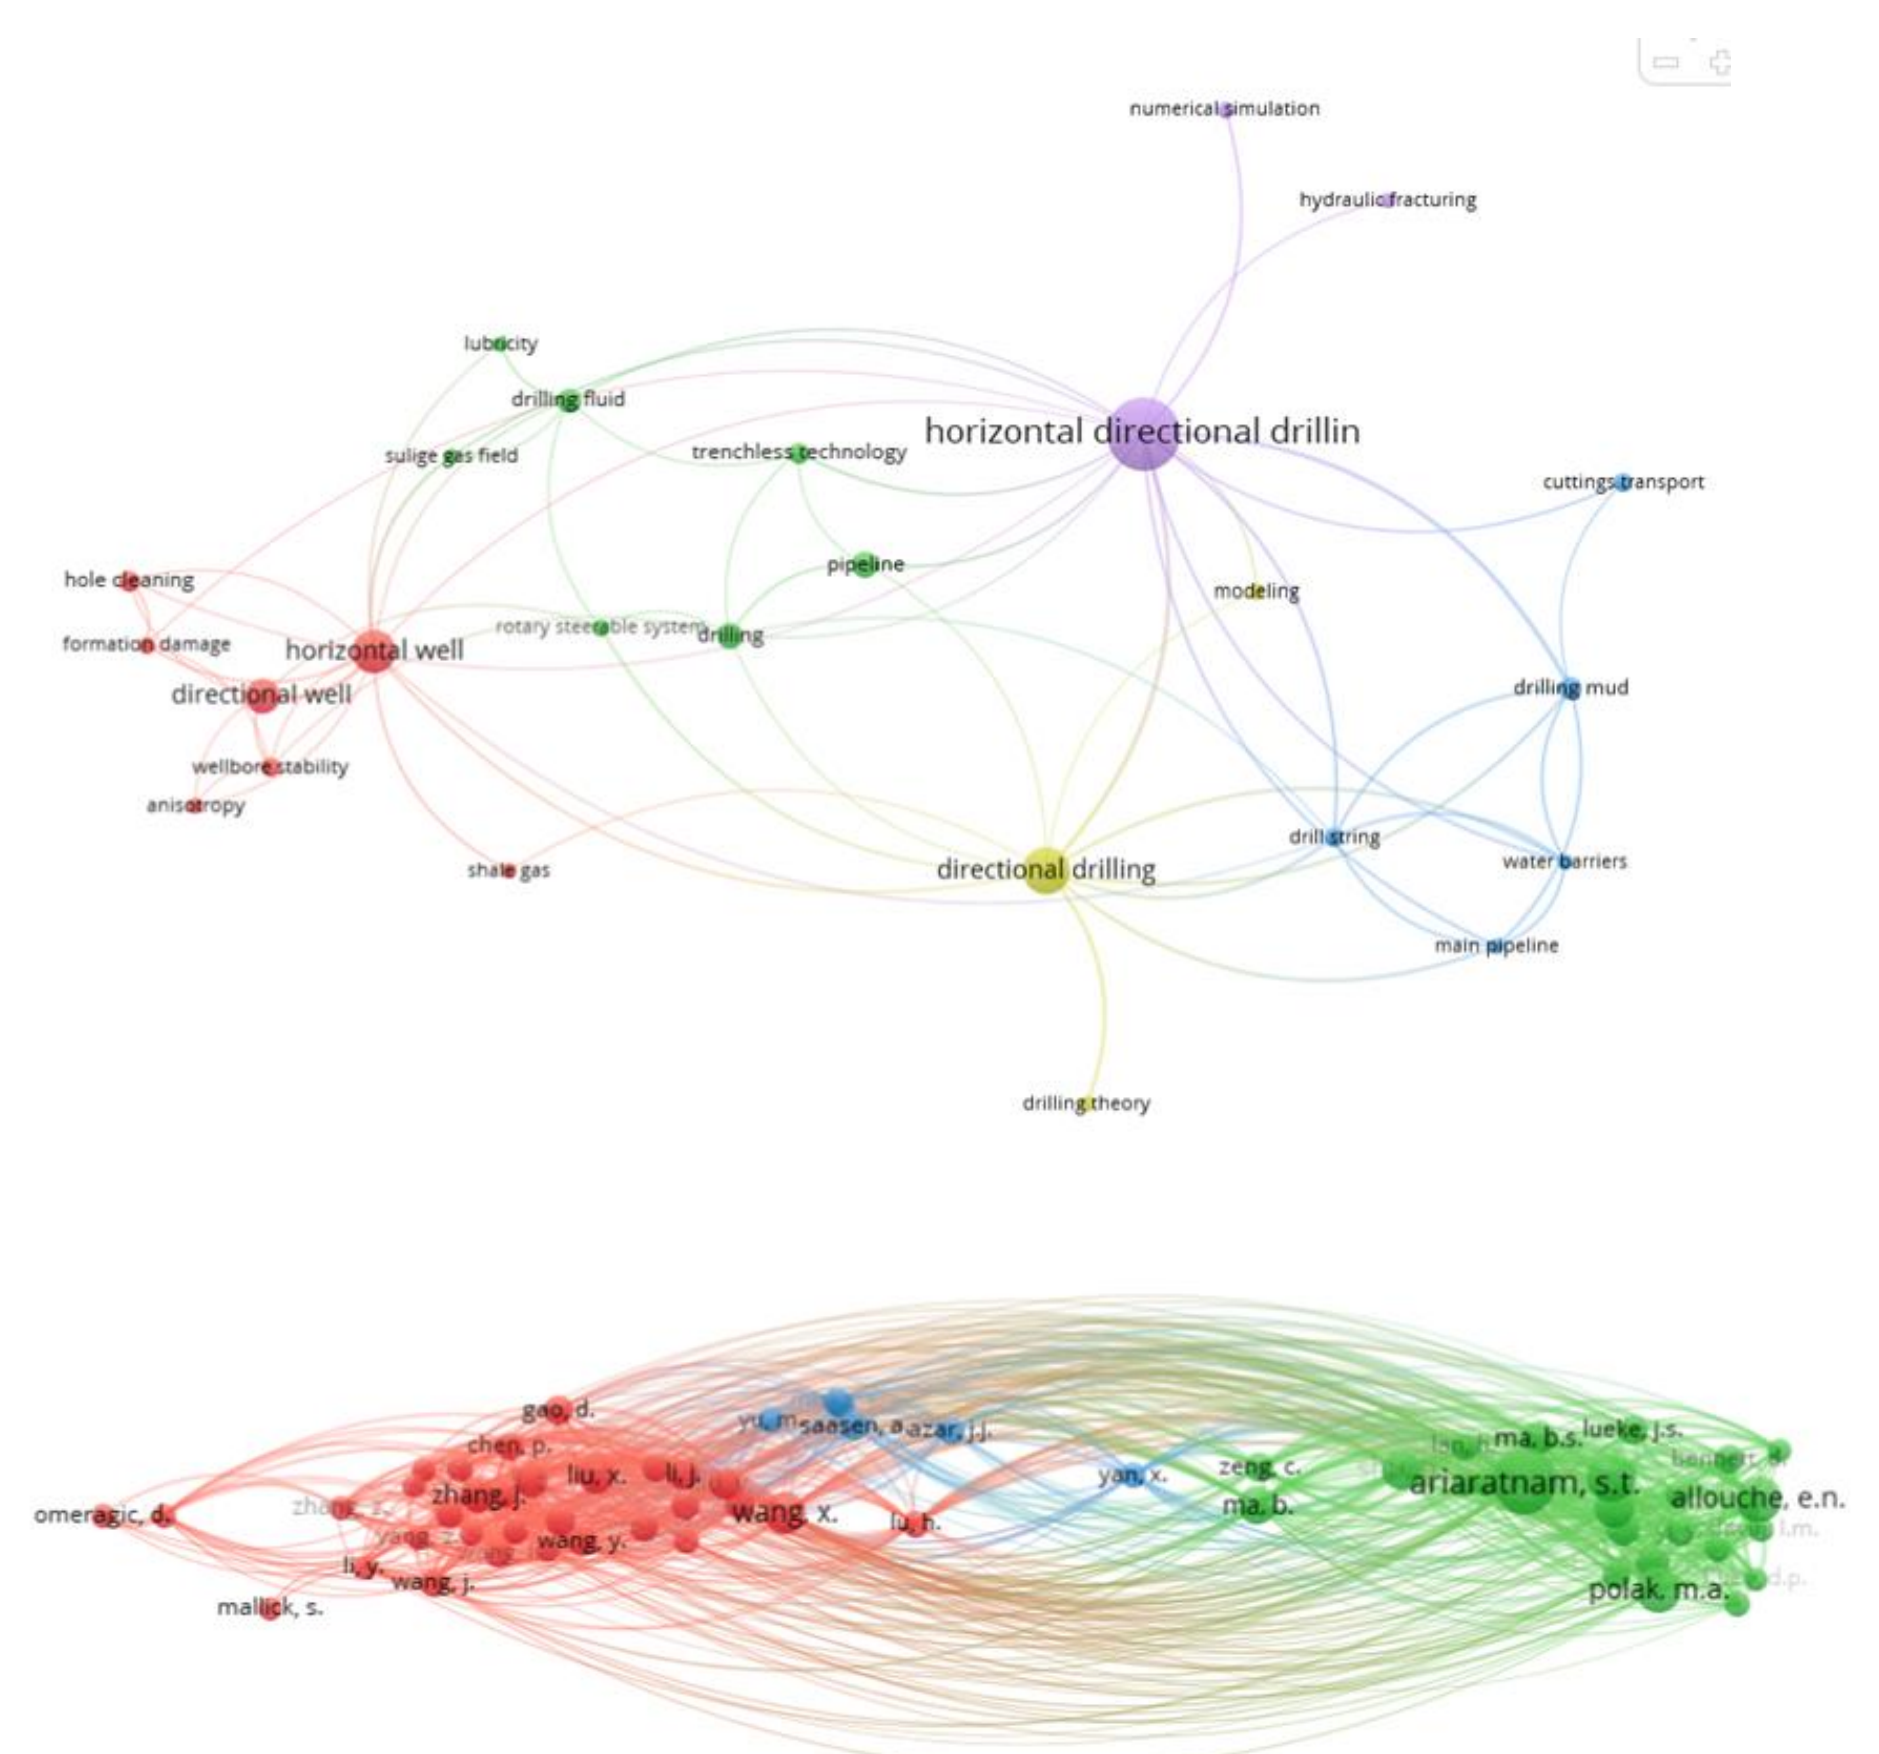 numerical simulation
hydraulic fracturing
lubricity
drilling fluid
horizontal directional drillin
sulige gas field
trenchless technology
cuttings transport
pipeline
hole cleaning
modeling
rotary steerable system
drilling
formation damage
horizontal well
directional well
drilling mud
wellbore stability
anisotropy
drill string
water barriers
shale gas
directional drilling
main pipeline
drilling theory
gao, d.
yu, m.
saasen, a.
azar, j.j.
lueke, j.s.
ma, b.s.
chen, p.
liu, x.
li, j.
yan, x.
zeng, c.
ariaratnam, s.t.
zhang, j.
allouche, e.n.
omeragic, d.
wang, x.
lu, h.
ma, b.
wang, y.
li, y.
wang, j.
polak, m.a.
mallick, s.